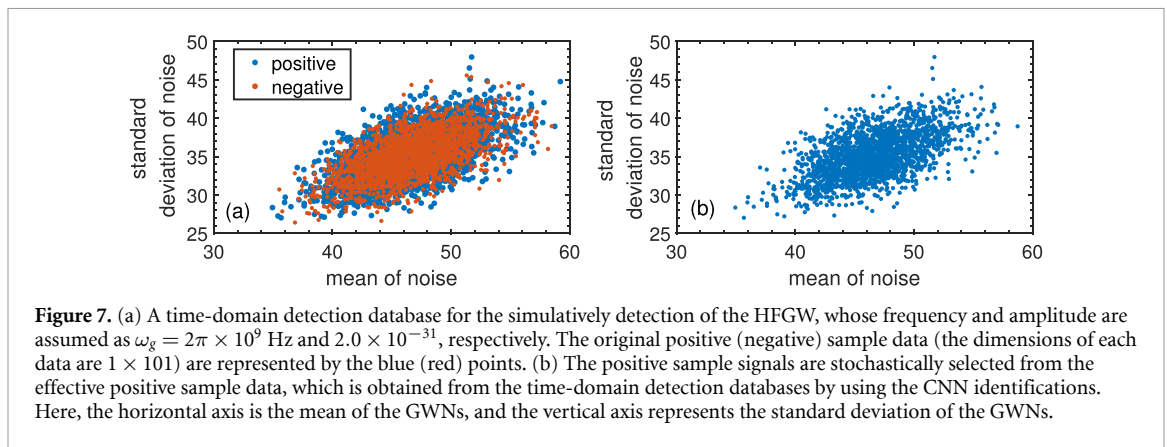 50
45
40
35
30
25
standard
deviation of noise
positive
negative
(a)
30
40
50
60
mean of noise
50
45
40
35
30
25
standard
deviation of noise
(b)
30
40
50
60
mean of noise
Figure 7. (a) A time-domain detection database for the simulatively detection of the HFGW, whose frequency and amplitude are
assumed as ω_g = 2π × 10⁹ Hz and 2.0 × 10⁻³¹, respectively. The original positive (negative) sample data (the dimensions of each
data are 1 × 101) are represented by the blue (red) points. (b) The positive sample signals are stochastically selected from the
effective positive sample data, which is obtained from the time-domain detection databases by using the CNN identifications.
Here, the horizontal axis is the mean of the GWNs, and the vertical axis represents the standard deviation of the GWNs.